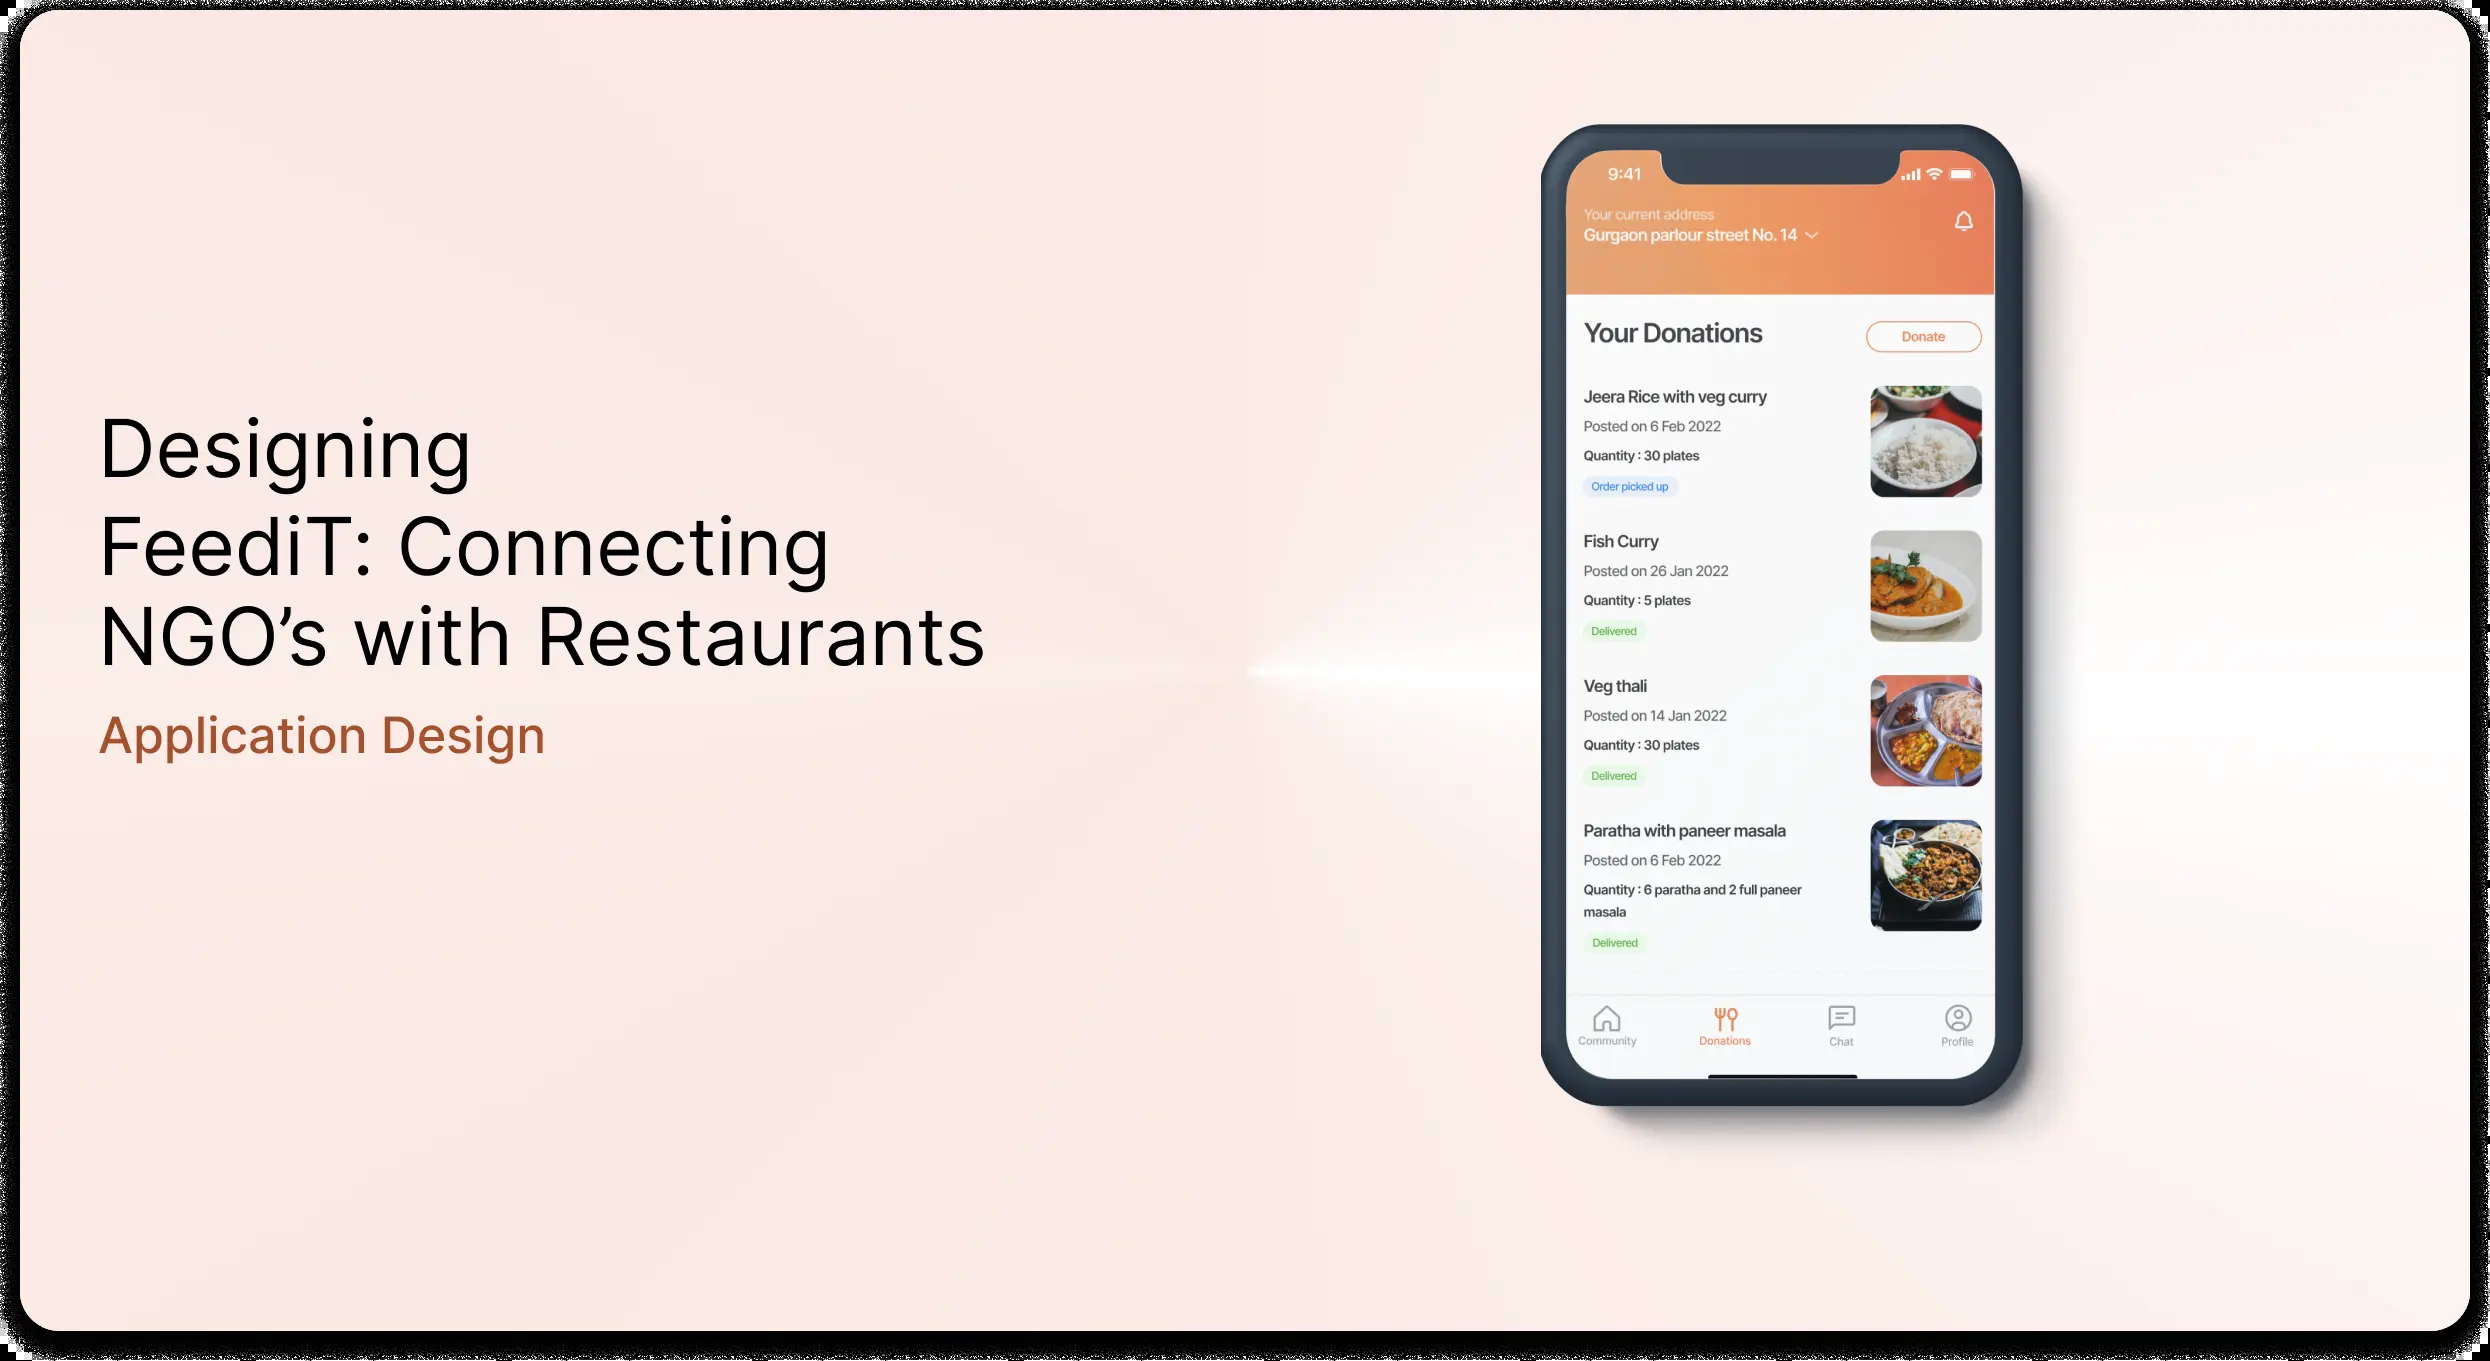 Designing
FeediT: Connecting
NGO’s with Restaurants
Application Design
9:41
Your current address
Gurgaon parlour street No. 14
Your Donations
Donate
Jeera Rice with veg curry
Posted on 6 Feb 2022
Quantity : 30 plates
Order picked up
Fish Curry
Posted on 26 Jan 2022
Quantity : 5 plates
Delivered
Veg thali
Posted on 14 Jan 2022
Quantity : 30 plates
Delivered
Paratha with paneer masala
Posted on 6 Feb 2022
Quantity : 6 paratha and 2 full paneer
masala
Delivered
Community
Donations
Chat
Profile